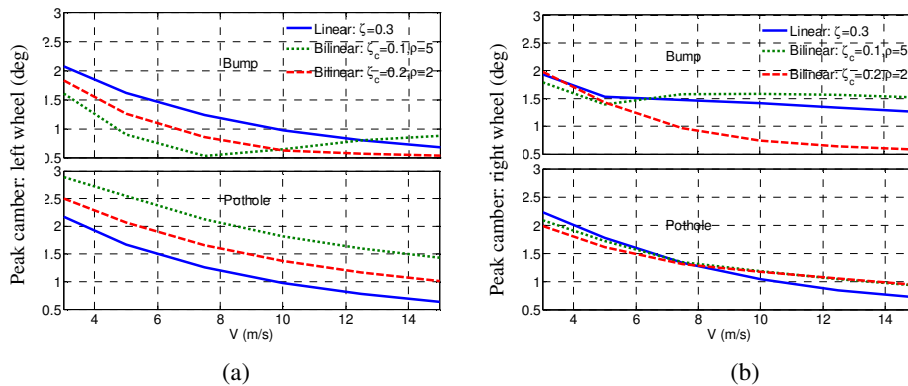 3
2.5
2
1.5
1
0.5
Bump
Linear: ζ=0.3
Bilinear: ζc=0.1,ρ=5
Bilinear: ζc=0.2,ρ=2
3
2.5
2
1.5
1
0.5
Pothole
4 6 8 10 12 14
V (m/s)
Peak camber: left wheel (deg)
(a)
3
2.5
2
1.5
1
0.5
Bump
Linear: ζ=0.3
Bilinear: ζc=0.1,ρ=5
Bilinear: ζc=0.2,ρ=2
3
2.5
2
1.5
1
0.5
Pothole
4 6 8 10 12 14
V (m/s)
Peak camber: right wheel (deg)
(b)